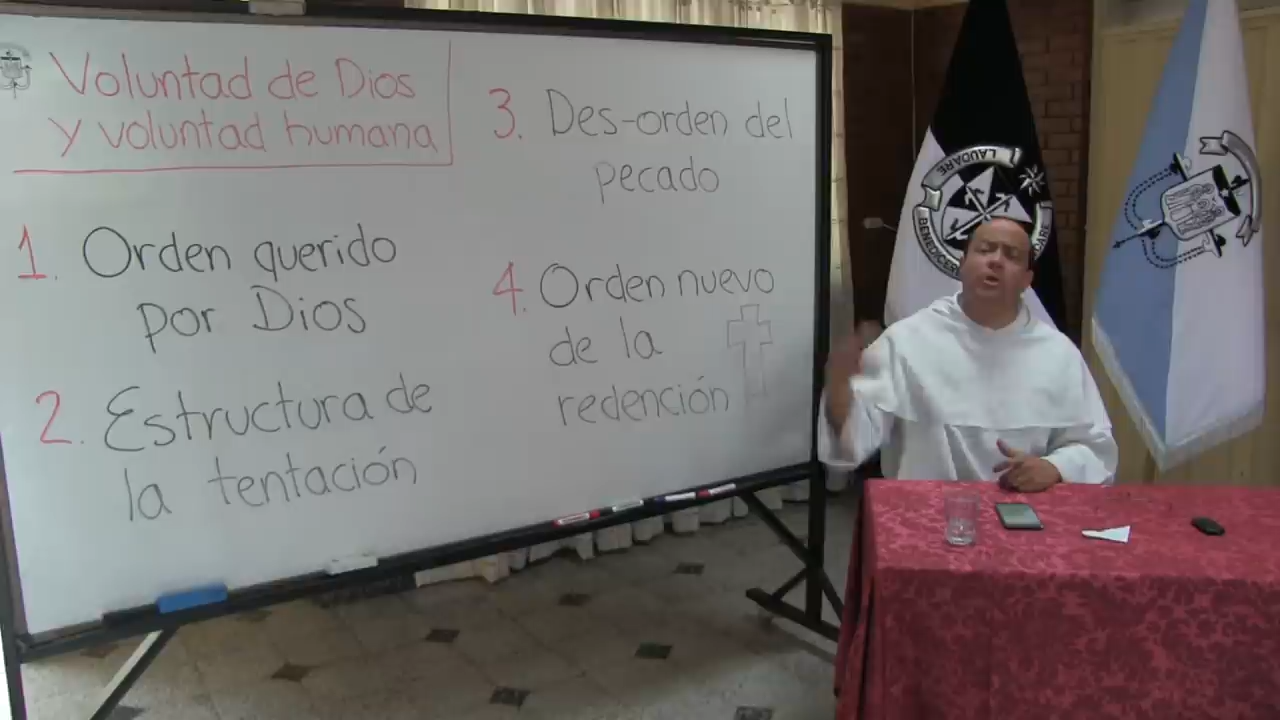 Voluntad de Dios
y voluntad humana
1. Orden querido
por Dios
2. Estructura de
la tentación
3. Des-orden del
pecado
4. Orden nuevo
de la
redención
LAUDARE
BENEDICER